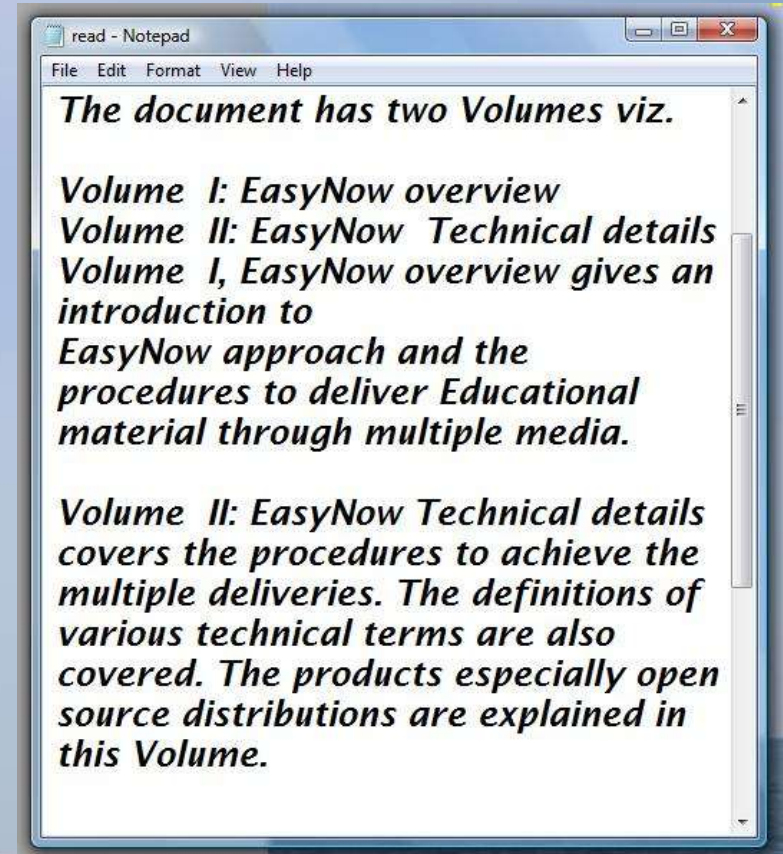 read - Notepad
File Edit Format View Help
The document has two Volumes viz.
Volume I: EasyNow overview
Volume II: EasyNow Technical details
Volume I, EasyNow overview gives an
introduction to
EasyNow approach and the
procedures to deliver Educational
material through multiple media.
Volume II: EasyNow Technical details
covers the procedures to achieve the
multiple deliveries. The definitions of
various technical terms are also
covered. The products especially open
source distributions are explained in
this Volume.